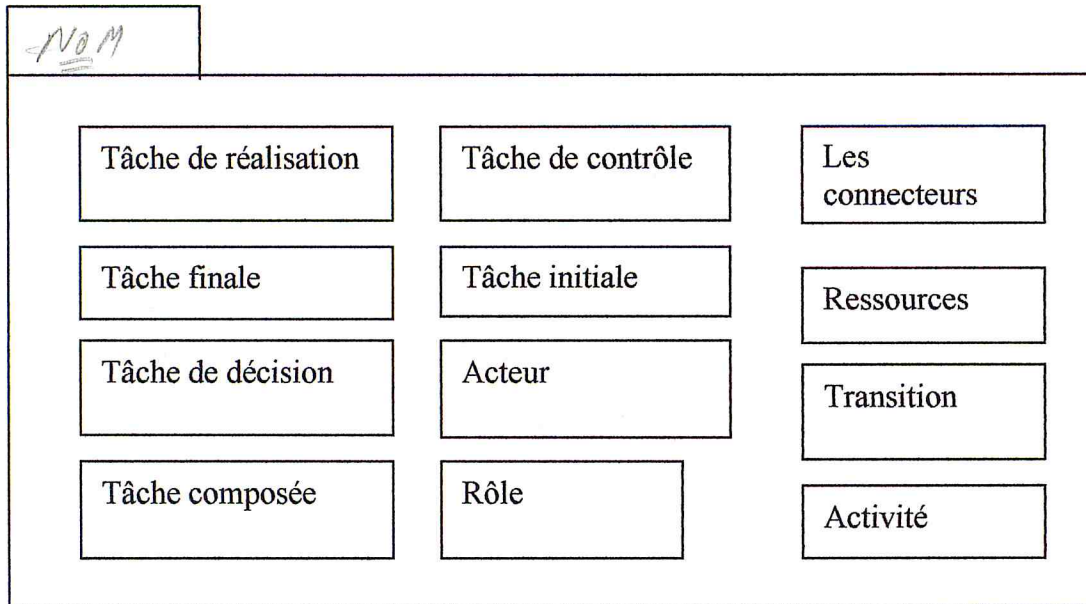 NOM
Tâche de réalisation
Tâche de contrôle
Les
connecteurs
Tâche finale
Tâche initiale
Ressources
Tâche de décision
Acteur
Transition
Tâche composée
Rôle
Activité